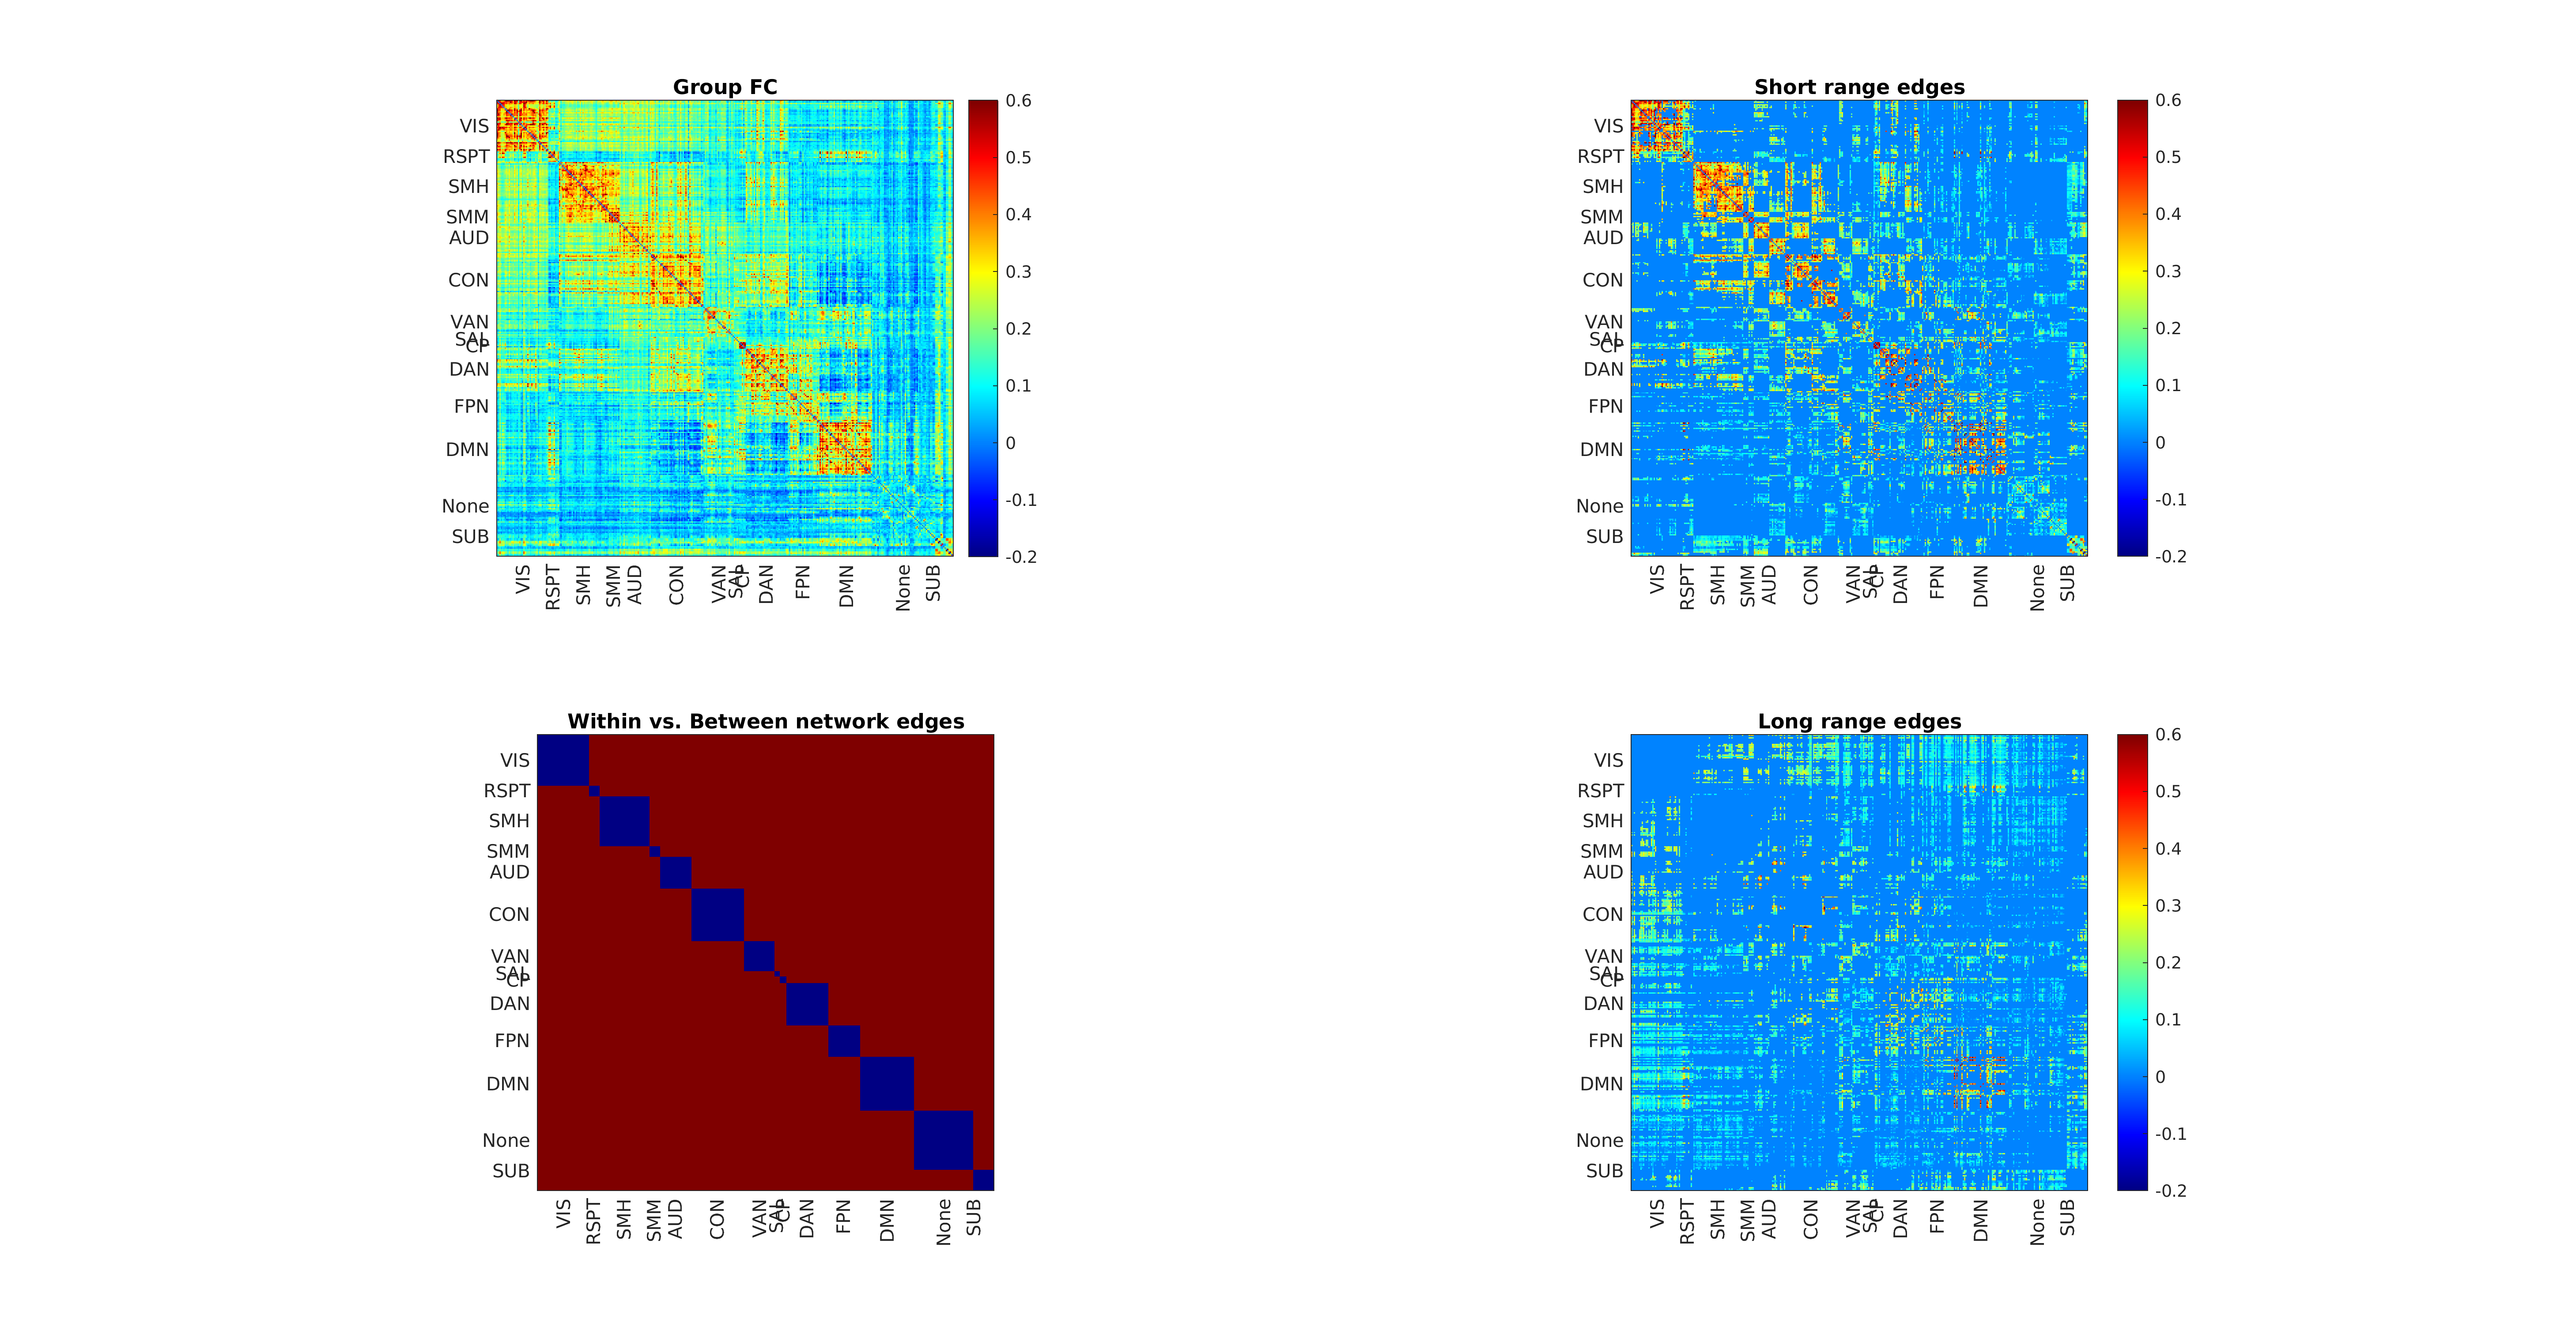 Group FC
VIS
RSPT
SMH
SMM
AUD
CON
VAN
SAL
CP
DAN
FPN
DMN
None
SUB
VIS RSPT SMH SMM AUD CON VAN SAL CP DAN FPN DMN None SUB
0.6
0.5
0.4
0.3
0.2
0.1
0
-0.1
-0.2
Short range edges
VIS
RSPT
SMH
SMM
AUD
CON
VAN
SAL
CP
DAN
FPN
DMN
None
SUB
VIS RSPT SMH SMM AUD CON VAN SAL CP DAN FPN DMN None SUB
0.6
0.5
0.4
0.3
0.2
0.1
0
-0.1
-0.2
Within vs. Between network edges
VIS
RSPT
SMH
SMM
AUD
CON
VAN
SAL
CP
DAN
FPN
DMN
None
SUB
VIS RSPT SMH SMM AUD CON VAN SAL CP DAN FPN DMN None SUB
Long range edges
VIS
RSPT
SMH
SMM
AUD
CON
VAN
SAL
CP
DAN
FPN
DMN
None
SUB
VIS RSPT SMH SMM AUD CON VAN SAL CP DAN FPN DMN None SUB
0.6
0.5
0.4
0.3
0.2
0.1
0
-0.1
-0.2